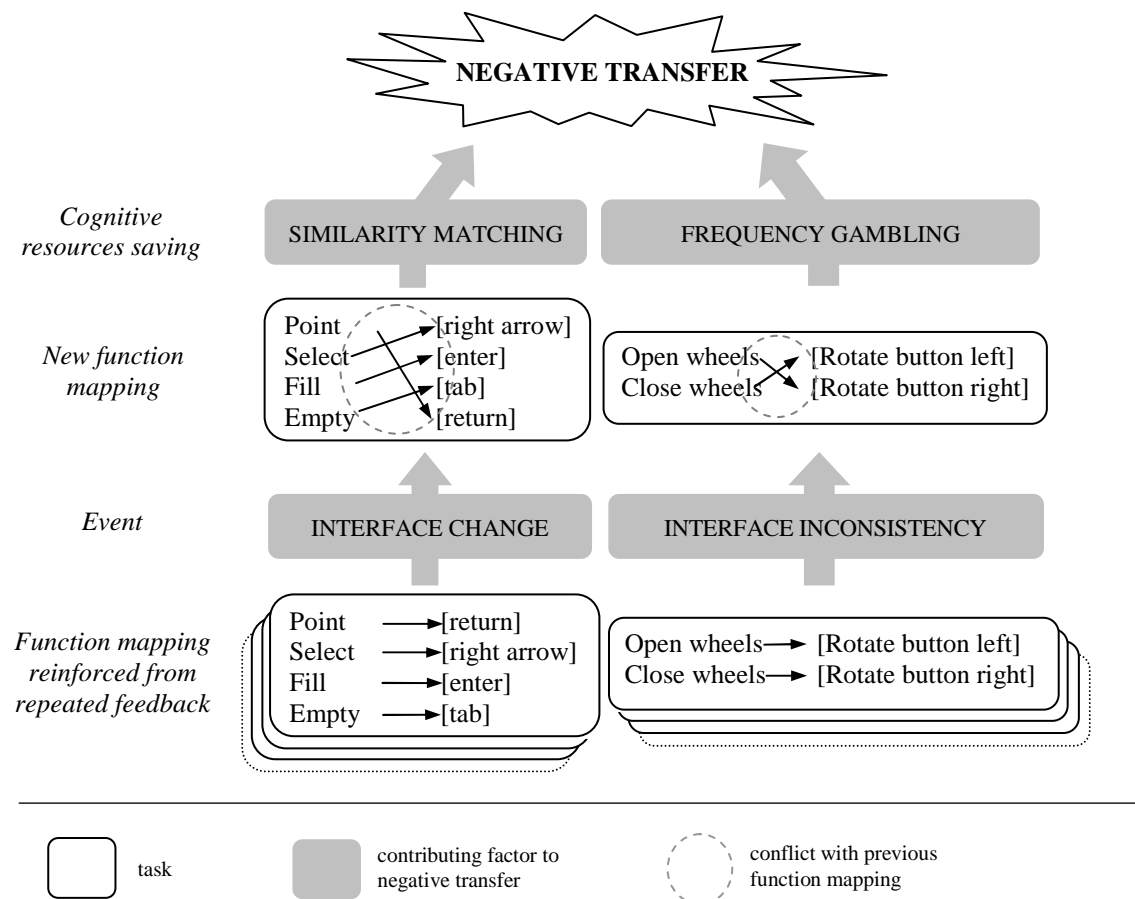 NEGATIVE TRANSFER
Cognitive
resources saving
SIMILARITY MATCHING
FREQUENCY GAMBLING
New function
mapping
Point [right arrow]
Select [enter]
Fill [tab]
Empty [return]
Open wheels [Rotate button left]
Close wheels [Rotate button right]
Event
INTERFACE CHANGE
INTERFACE INCONSISTENCY
Function mapping
reinforced from
repeated feedback
Point [return]
Select [right arrow]
Fill [enter]
Empty [tab]
Open wheels [Rotate button left]
Close wheels [Rotate button right]
task
contributing factor to
negative transfer
conflict with previous
function mapping